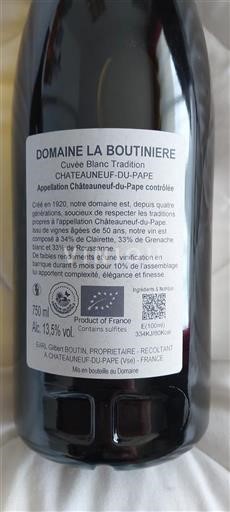 DOMAINE LA BOUTINIERE
Cuvée Blanc Tradition
CHATEAUNEUF-DU-PAPE
Appellation Châteauneuf-du-Pape contrôlée
Créé en 1920, notre domaine est, depuis quatre
générations, soucieux de respecter les traditions
propres à l'appellation Châteauneuf-du-Pape.
Issu de vignes âgées de 50 ans, notre vin est
composé à 34% de Clairette, 33% de Grenache
blanc et 33% de Roussanne.
De faibles rendements et une vinification en
barrique durant 6 mois pour 10% de l'assemblage
lui apportent complexité, élégance et finesse.
750 ml
Alc. 13,5% vol.
Product of France
Contains sulfites
Ingrédients & Nutrition
E(100ml)
334KJ/80Kcal
EARL Gilbert BOUTIN, PROPRIETAIRE - RECOLTANT
A CHATEAUNEUF-DU-PAPE (Vse) - FRANCE
Mis en bouteille au Domaine